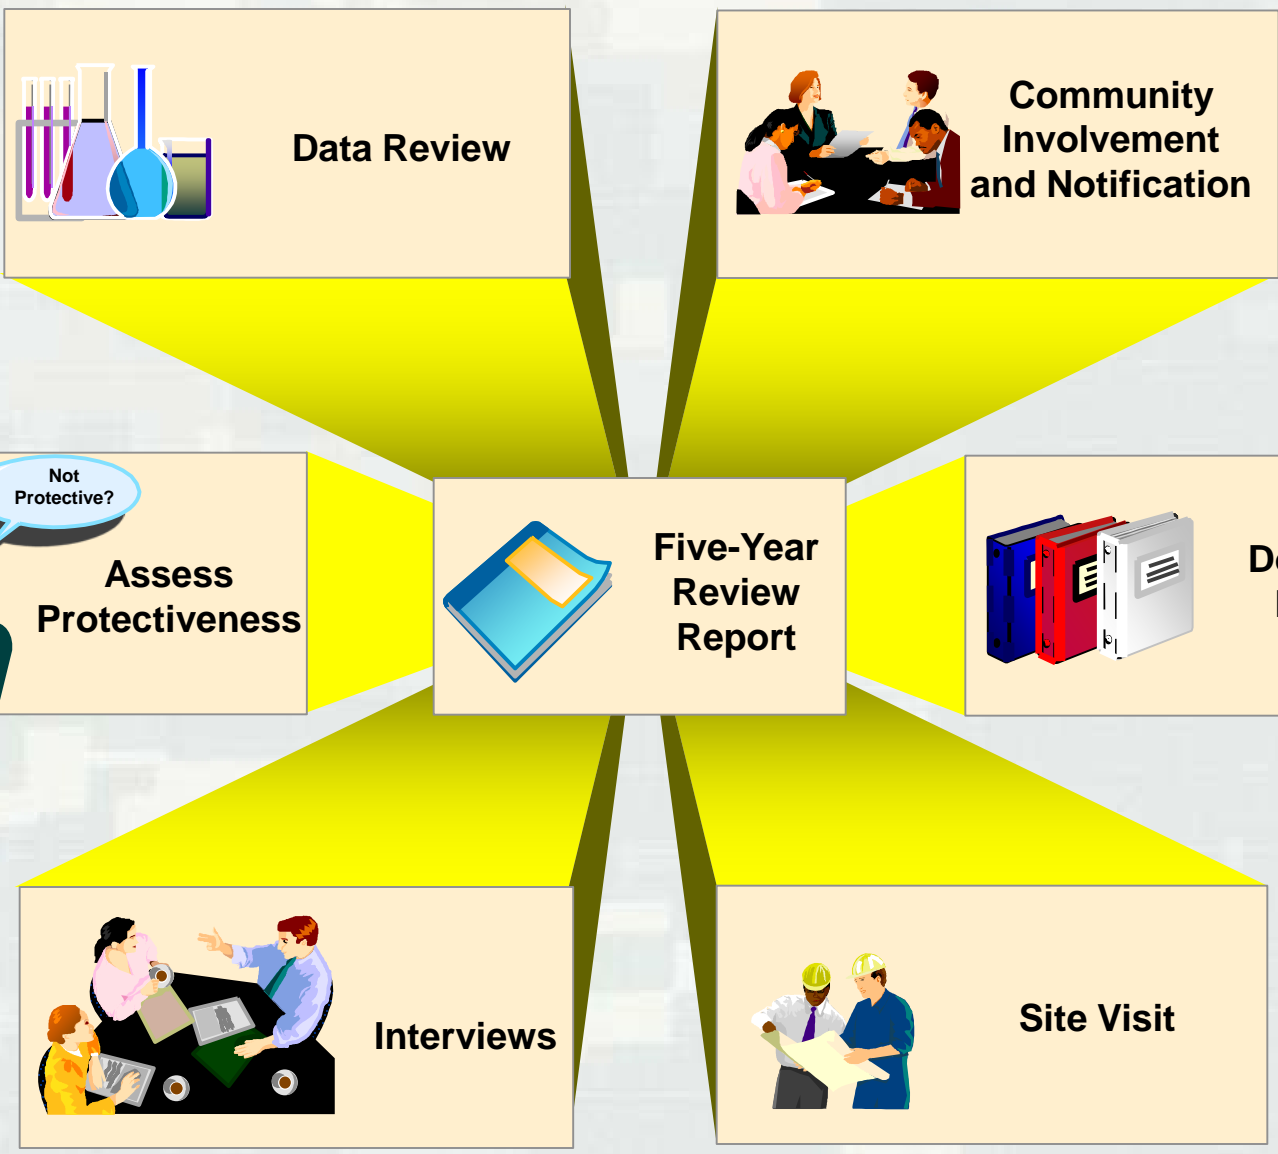 Data Review
Community
Involvement
and Notification
Not
Protective?
Assess
Protectiveness
Five-Year
Review
Report
Interviews
Site Visit